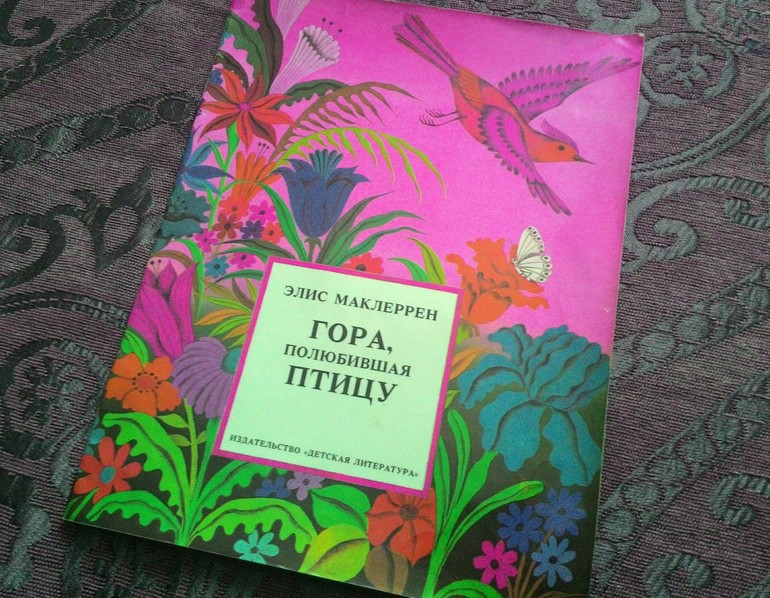 ЭЛИС МАКЛЕРРЕН
ГОРА,
ПОЛЮБИВШАЯ
ПТИЦУ
ИЗДАТЕЛЬСТВО «ДЕТСКАЯ ЛИТЕРАТУРА»